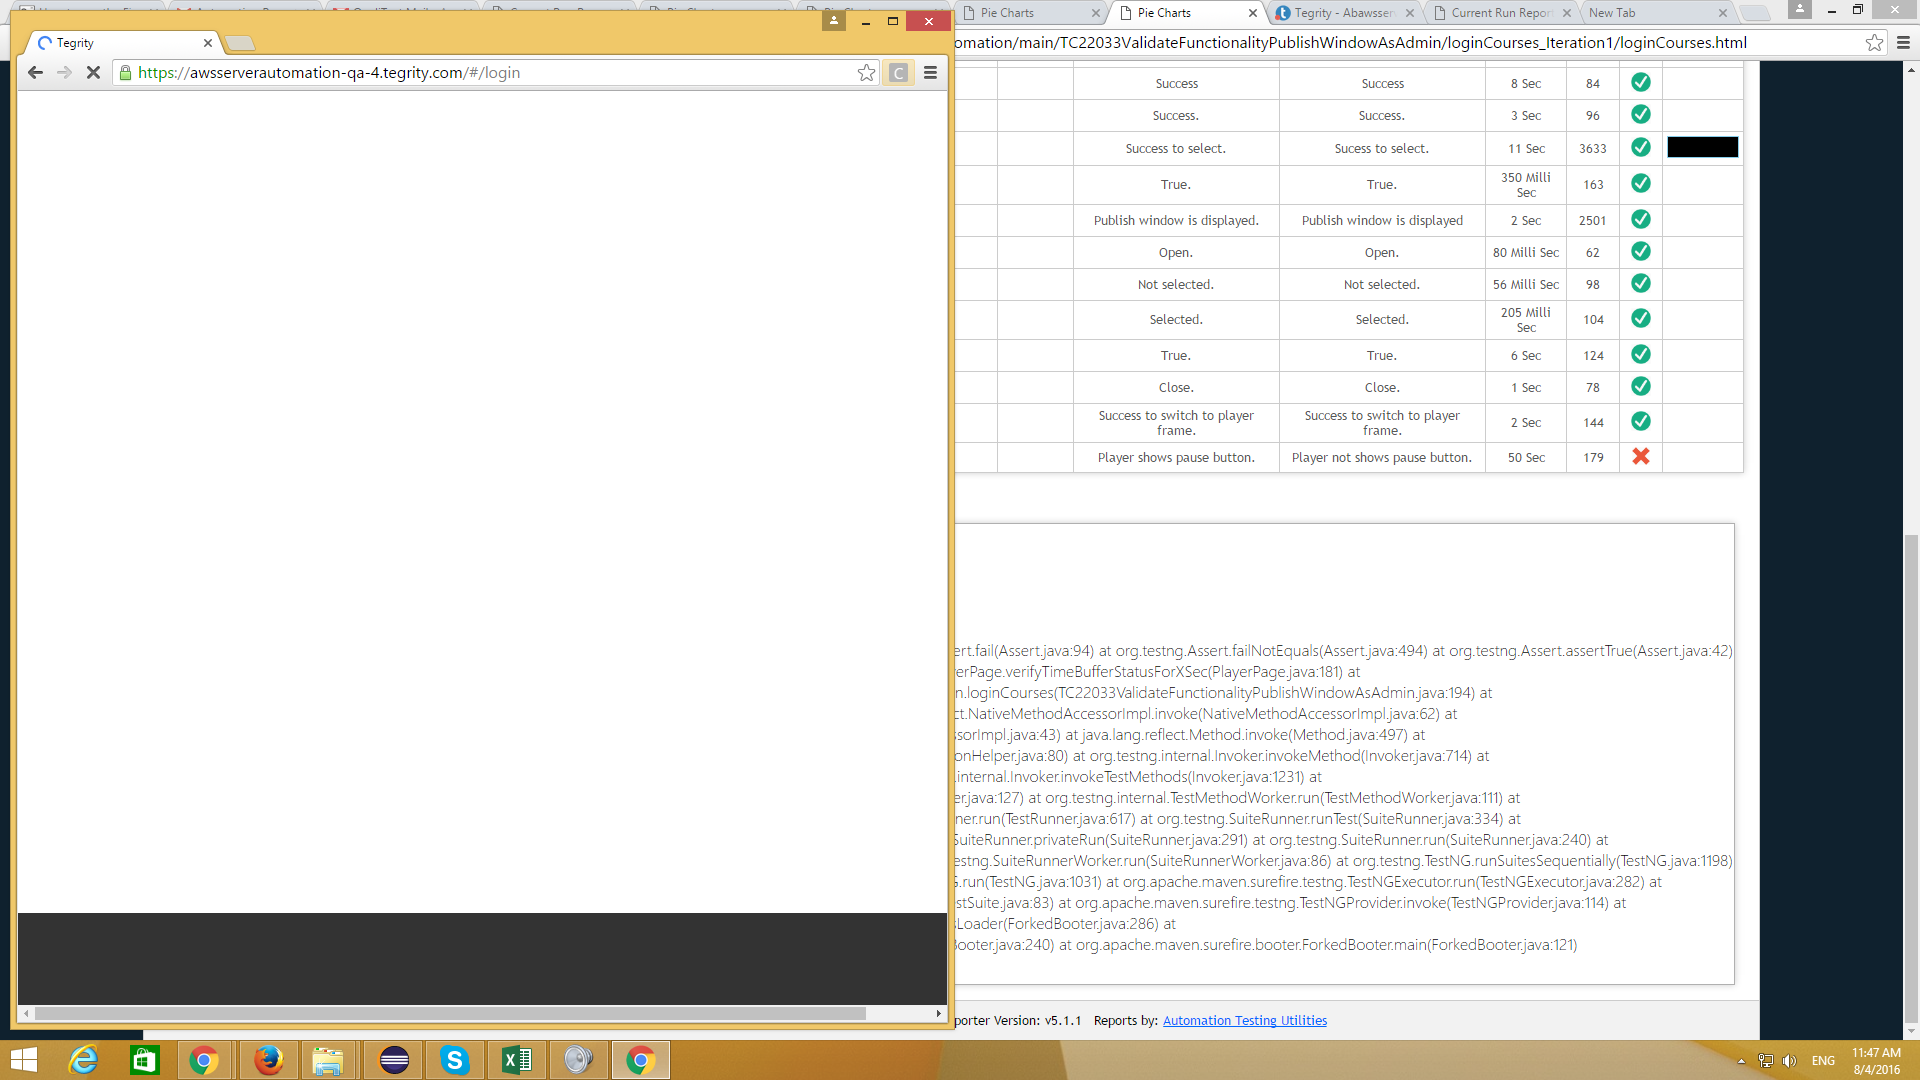 Pie Charts
Pie Charts
Tegrity - Abawsser
Current Run Report
New Tab
Tegrity
omation/main/TC22033ValidateFunctionalityPublishWindowAsAdmin/loginCourses_Iteration1/loginCourses.html
https://awsserverautomation-qa-4.tegrity.com/#/login
C
Success Success 8 Sec 84
Success. Success. 3 Sec 96
Success to select. Sucess to select. 11 Sec 3633
True. True. 350 Milli Sec 163
Publish window is displayed. Publish window is displayed 2 Sec 2501
Open. Open. 80 Milli Sec 62
Not selected. Not selected. 56 Milli Sec 98
Selected. Selected. 205 Milli Sec 104
True. True. 6 Sec 124
Close. Close. 1 Sec 78
Success to switch to player frame. Success to switch to player frame. 2 Sec 144
Player shows pause button. Player not shows pause button. 50 Sec 179
ert.fail(Assert.java:94) at org.testng.Assert.failNotEquals(Assert.java:494) at org.testng.Assert.assertTrue(Assert.java:42)
erPage.verifyTimeBufferStatusForXSec(PlayerPage.java:181) at
n.loginCourses(TC22033ValidateFunctionalityPublishWindowAsAdmin.java:194) at
ct.NativeMethodAccessorImpl.invoke(NativeMethodAccessorImpl.java:62) at
ssorImpl.java:43) at java.lang.reflect.Method.invoke(Method.java:497) at
onHelper.java:80) at org.testng.internal.Invoker.invokeMethod(Invoker.java:714) at
.internal.Invoker.invokeTestMethods(Invoker.java:1231) at
er.java:127) at org.testng.internal.TestMethodWorker.run(TestMethodWorker.java:111) at
ner.run(TestRunner.java:617) at org.testng.SuiteRunner.runTest(SuiteRunner.java:334) at
SuiteRunner.privateRun(SuiteRunner.java:291) at org.testng.SuiteRunner.run(SuiteRunner.java:240) at
estng.SuiteRunnerWorker.run(SuiteRunnerWorker.java:86) at org.testng.TestNG.runSuitesSequentially(TestNG.java:1198)
G.run(TestNG.java:1031) at org.apache.maven.surefire.testng.TestNGExecutor.run(TestNGExecutor.java:282) at
stSuite.java:83) at org.apache.maven.surefire.testng.TestNGProvider.invoke(TestNGProvider.java:114) at
sLoader(ForkedBooter.java:286) at
Booter.java:240) at org.apache.maven.surefire.booter.ForkedBooter.main(ForkedBooter.java:121)
porter Version: v5.1.1 Reports by: Automation Testing Utilities
ENG
11:47 AM
8/4/2016